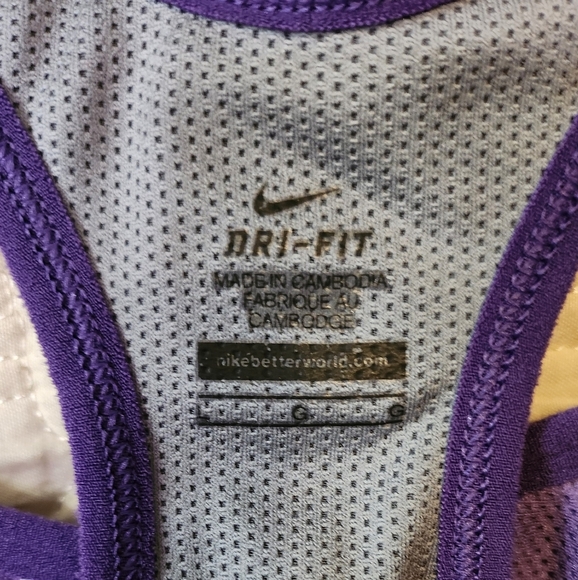 DRI-FIT
MADE IN CAMBODIA
FABRIQUE AU
CAMBODGE
nikebetterworld.com
L G G